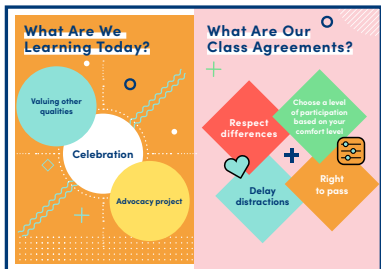 What Are We
Learning Today?
Valuing other
qualities
Celebration
Advocacy project
What Are Our
Class Agreements?
Respect
differences
Choose a level
of participation
based on your
comfort level
Delay
distractions
Right
to pass